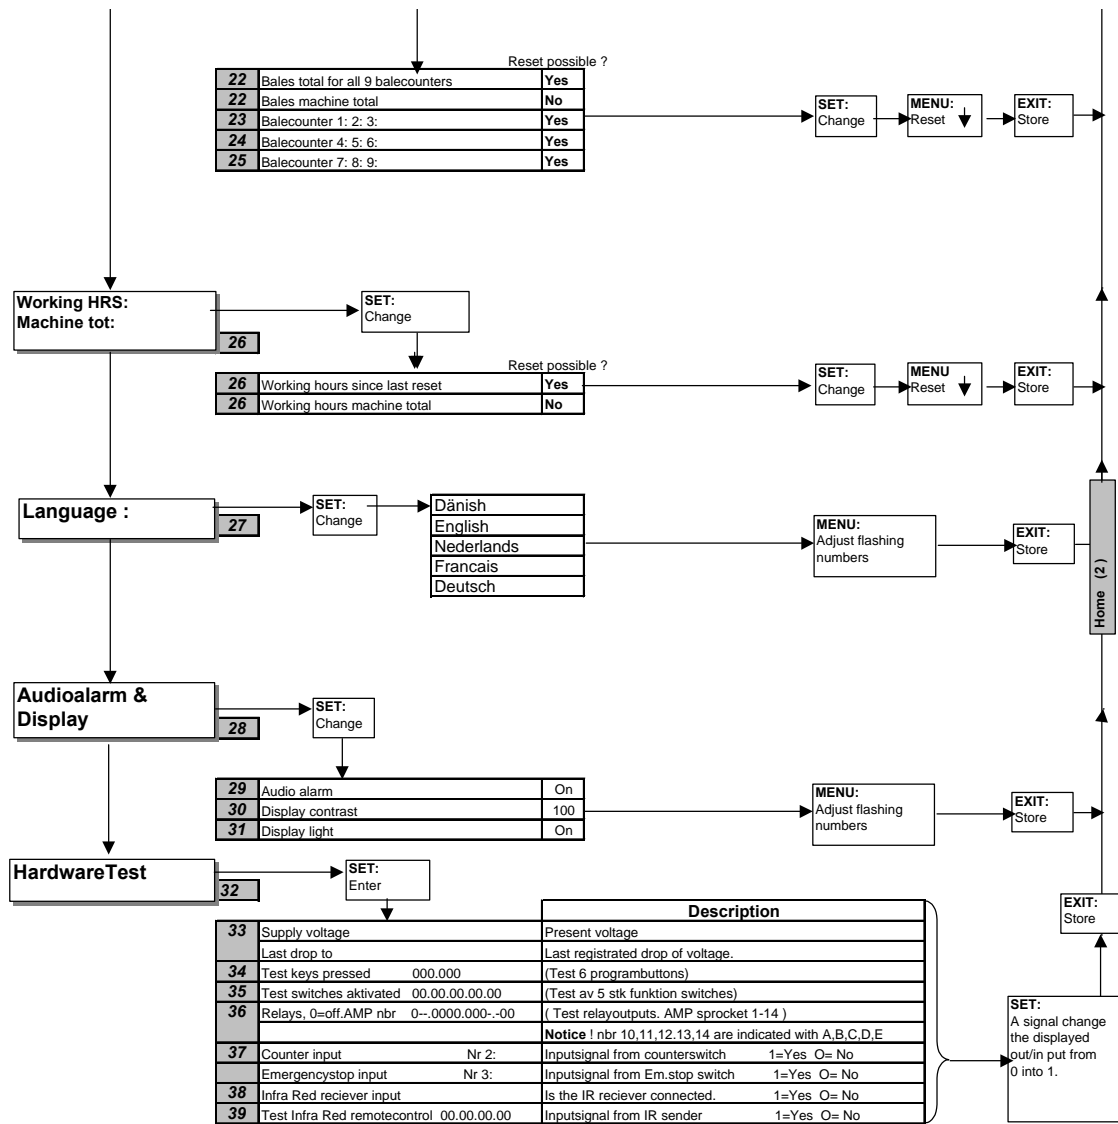 Reset possible ?
22 Bales total for all 9 balecounters Yes
22 Bales machine total No
23 Balecounter 1: 2: 3: Yes
24 Balecounter 4: 5: 6: Yes
25 Balecounter 7: 8: 9: Yes
SET:
Change
MENU:
Reset
EXIT:
Store
Working HRS:
Machine tot:
26
SET:
Change
Reset possible ?
26 Working hours since last reset Yes
26 Working hours machine total No
SET:
Change
MENU
Reset
EXIT:
Store
Language :
27
SET:
Change
Dänish
English
Nederlands
Francais
Deutsch
MENU:
Adjust flashing
numbers
EXIT:
Store
Home (2 )
Audioalarm &
Display
28
SET:
Change
29 Audio alarm On
30 Display contrast 100
31 Display light On
MENU:
Adjust flashing
numbers
EXIT:
Store
HardwareTest
32
SET:
Enter
Description
33 Supply voltage Present voltage
Last drop to Last registrated drop of voltage.
34 Test keys pressed 000.000 (Test 6 programbuttons)
35 Test switches aktivated 00.00.00.00.00 (Test av 5 stk funktion switches)
36 Relays, 0=off.AMP nbr 0--.0000.000-.-00 ( Test relayoutputs. AMP sprocket 1-14 )
Notice ! nbr 10,11,12.13,14 are indicated with A,B,C,D,E
37 Counter input Nr 2: Inputsignal from counterswitch 1=Yes O= No
Emergencystop input Nr 3: Inputsignal from Em.stop switch 1=Yes O= No
38 Infra Red reciever input Is the IR reciever connected. 1=Yes O= No
39 Test Infra Red remotecontrol 00.00.00.00 Inputsignal from IR sender 1=Yes O= No
EXIT:
Store
SET:
A signal change
the displayed
out/in put from
0 into 1.